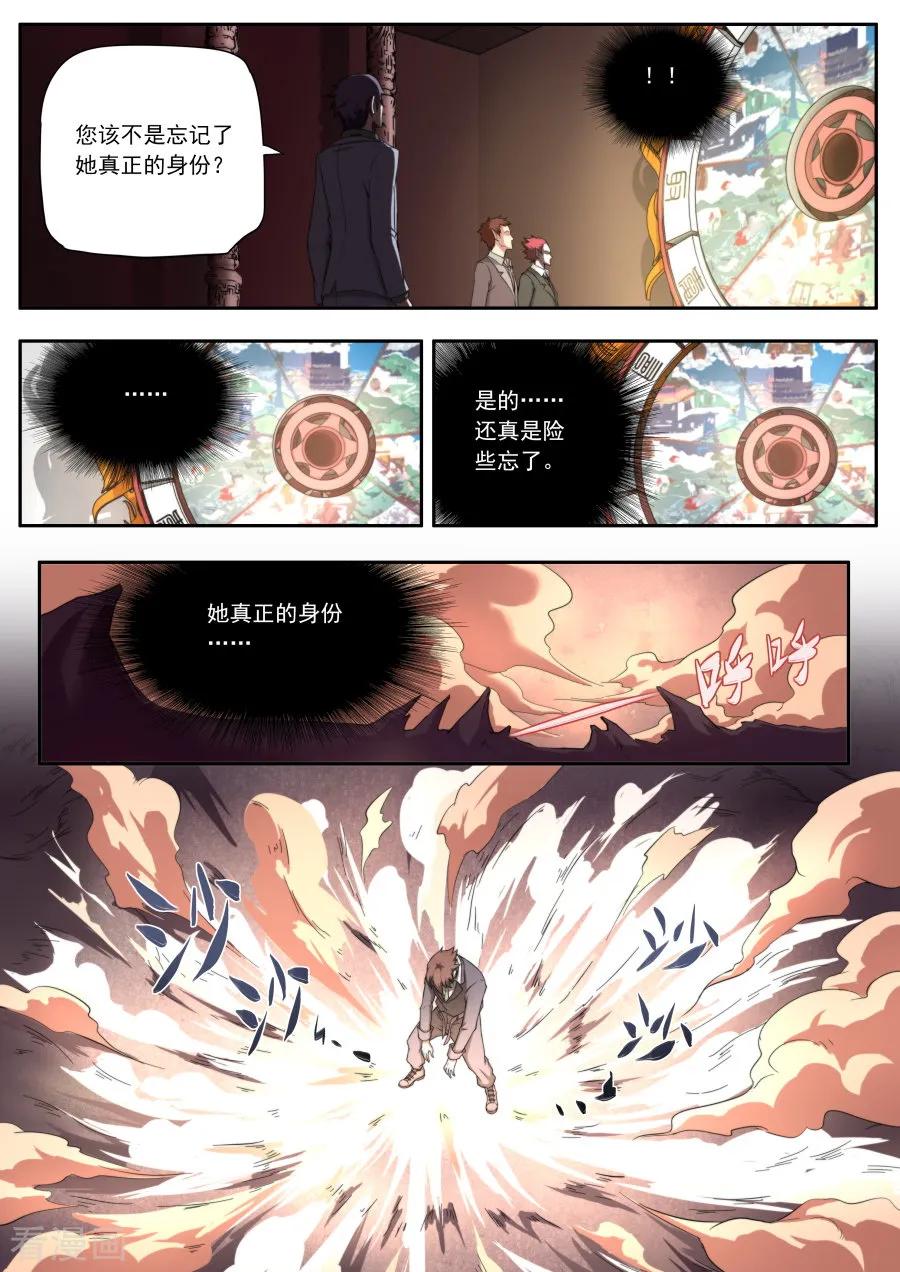 您该不是忘记了
她真正的身份？
！！
……
是的……
还真是险
些忘了。
她真正的身份
……
呼呼
沙沙
沙沙
看漫画